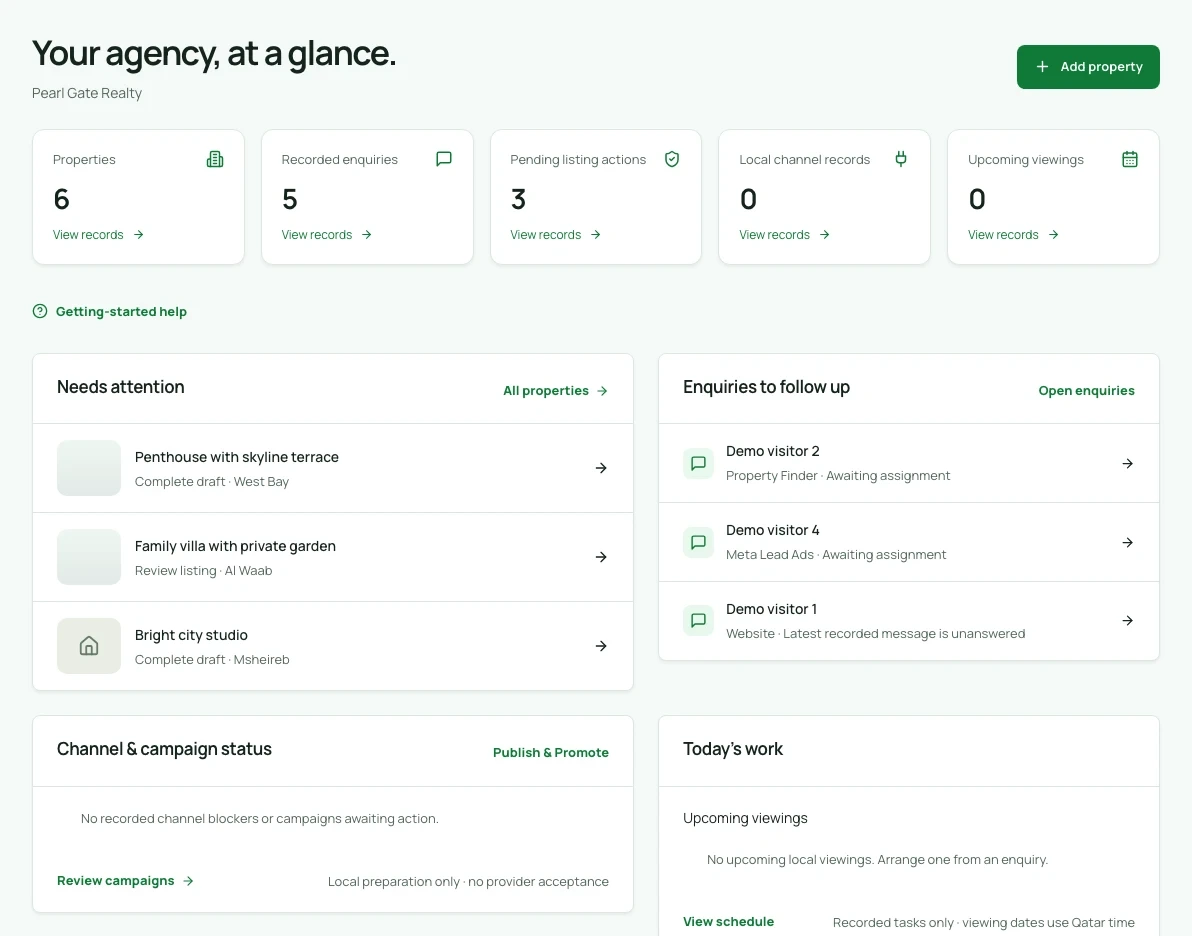 Your agency, at a glance.
Pearl Gate Realty
Add property
Properties
6
View records
Recorded enquiries
5
View records
Pending listing actions
3
View records
Local channel records
0
View records
Upcoming viewings
0
View records
Getting-started help
Needs attention
All properties
Penthouse with skyline terrace
Complete draft · West Bay
Family villa with private garden
Review listing · Al Waab
Bright city studio
Complete draft · Msheireb
Enquiries to follow up
Open enquiries
Demo visitor 2
Property Finder · Awaiting assignment
Demo visitor 4
Meta Lead Ads · Awaiting assignment
Demo visitor 1
Website · Latest recorded message is unanswered
Channel & campaign status
Publish & Promote
No recorded channel blockers or campaigns awaiting action.
Review campaigns
Local preparation only · no provider acceptance
Today's work
Upcoming viewings
No upcoming local viewings. Arrange one from an enquiry.
View schedule
Recorded tasks only · viewing dates use Qatar time